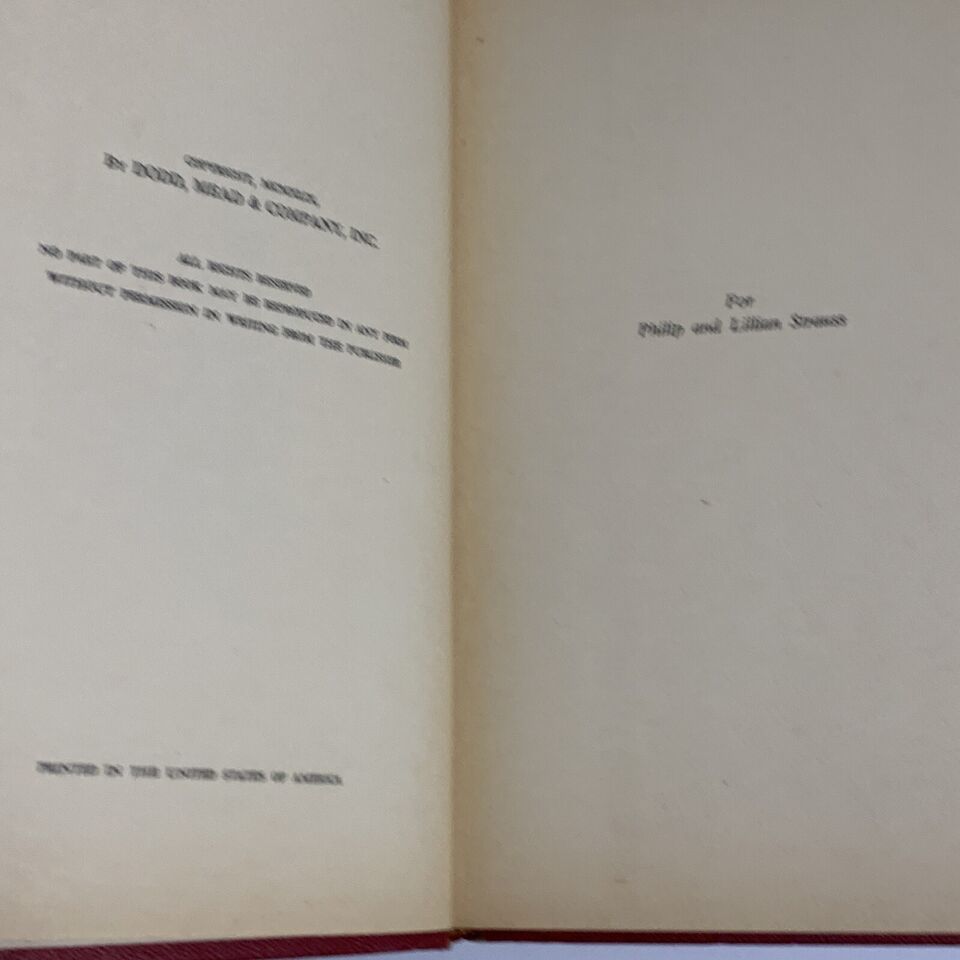 COPYRIGHT,
BY DODD, MEAD & COMPANY, INC.
ALL RIGHTS RESERVED
NO PART OF THIS BOOK MAY BE REPRODUCED IN ANY FORM
WITHOUT PERMISSION IN WRITING FROM THE PUBLISHER
PRINTED IN THE UNITED STATES OF AMERICA
For
Philip and Lillian Strauss